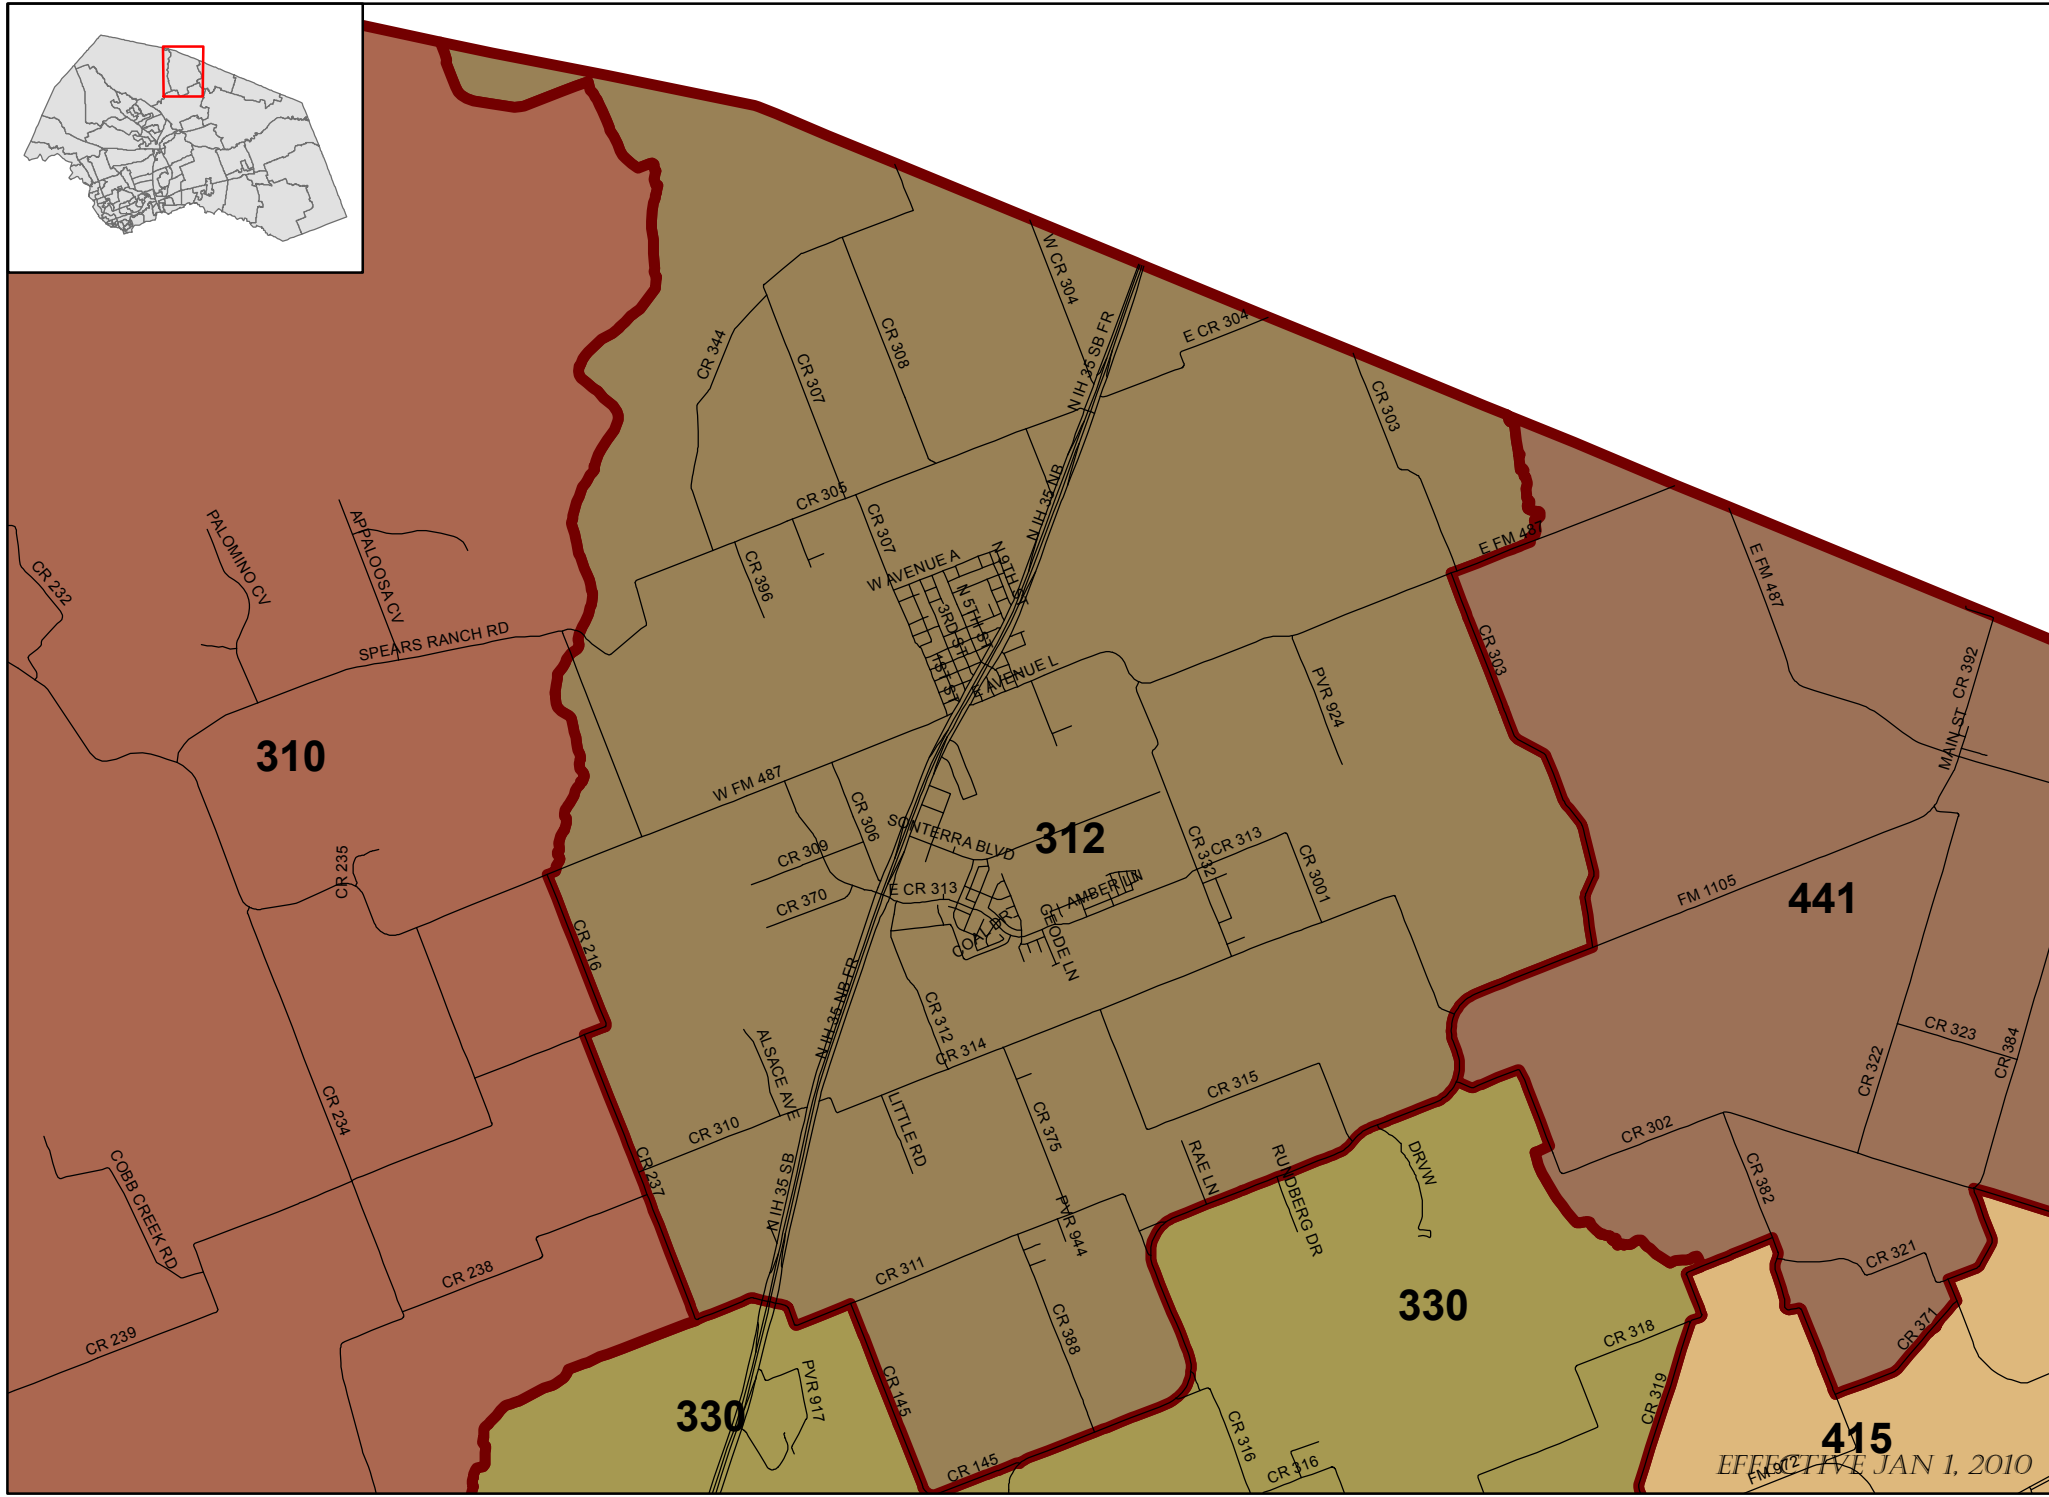 W CR 304
N IH 35 SB FR
E CR 304
CR 344
CR 308
CR 307
CR 303
CR 305
CR 307
N IH 35 NB
E FM 487
PALOMINO CV
APPALOOSA CV
CR 232
CR 396
W AVENUE A
N 9TH ST
N 5TH ST
3RD ST
1ST ST
E AVENUE L
E FM 487
SPEARS RANCH RD
CR 303
PVR 924
CR 392
MAIN ST
310
W FM 487
CR 306
SONTERRA BLVD
312
CR 332
CR 313
CR 309
CR 235
E CR 313
CR 370
AMBER LN
CR 3001
FM 1105
441
COAL DR
GEODE LN
CR 216
N IH 35 NB FR
CR 312
CR 314
CR 323
CR 384
CR 322
ALSACE AVE
CR 315
CR 234
CR 310
LITTLE RD
CR 375
CR 302
COBB CREEK RD
CR 237
N IH 35 SB
RAE LN
RUNDBERG DR
DRVW
CR 382
PVR 944
CR 238
CR 311
CR 321
330
CR 239
CR 388
CR 318
CR 371
PVR 917
CR 145
CR 319
330
CR 316
415
CR 145
CR 316
FM 972
EFFECTIVE JAN 1, 2010